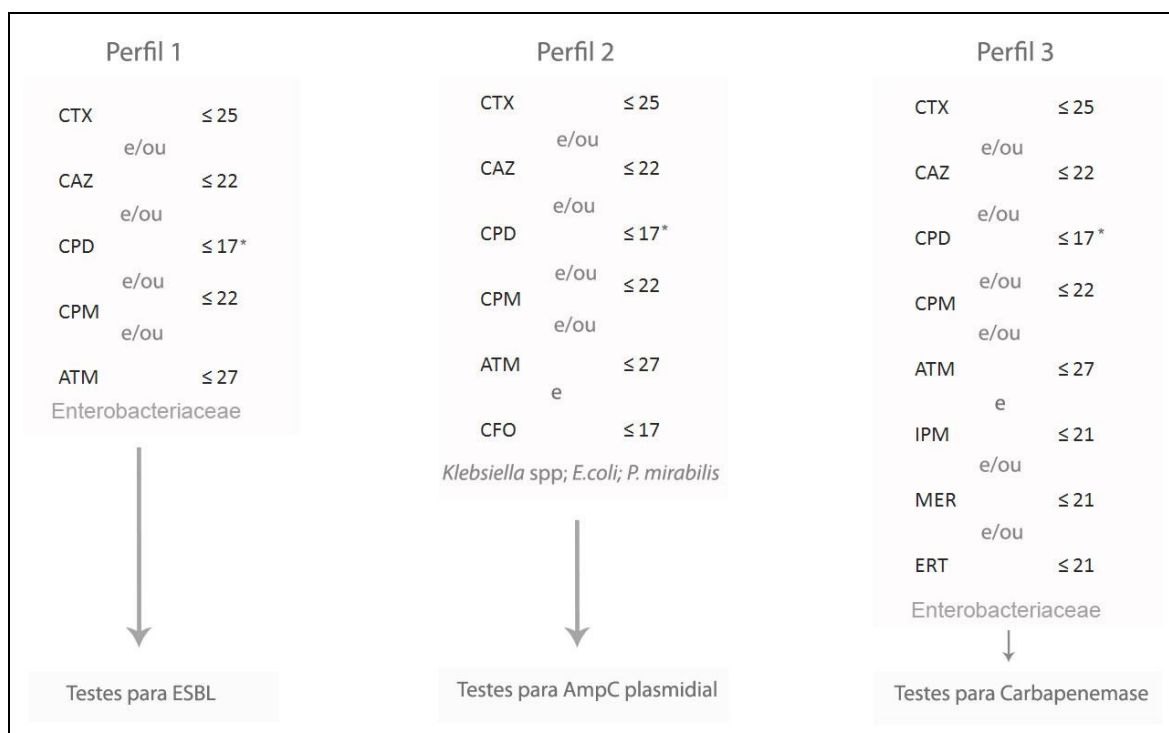 Perfil 1
CTX ≤ 25
e/ou
CAZ ≤ 22
e/ou
CPD ≤ 17*
e/ou
CPM ≤ 22
e/ou
ATM ≤ 27
Enterobacteriaceae
Testes para ESBL
Perfil 2
CTX ≤ 25
e/ou
CAZ ≤ 22
e/ou
CPD ≤ 17*
e/ou
CPM ≤ 22
e/ou
ATM ≤ 27
e
CFO ≤ 17
Klebsiella spp; E.coli; P. mirabilis
Testes para AmpC plasmidial
Perfil 3
CTX ≤ 25
e/ou
CAZ ≤ 22
e/ou
CPD ≤ 17*
e/ou
CPM ≤ 22
e/ou
ATM ≤ 27
e
IPM ≤ 21
e/ou
MER ≤ 21
e/ou
ERT ≤ 21
Enterobacteriaceae
Testes para Carbapenemase